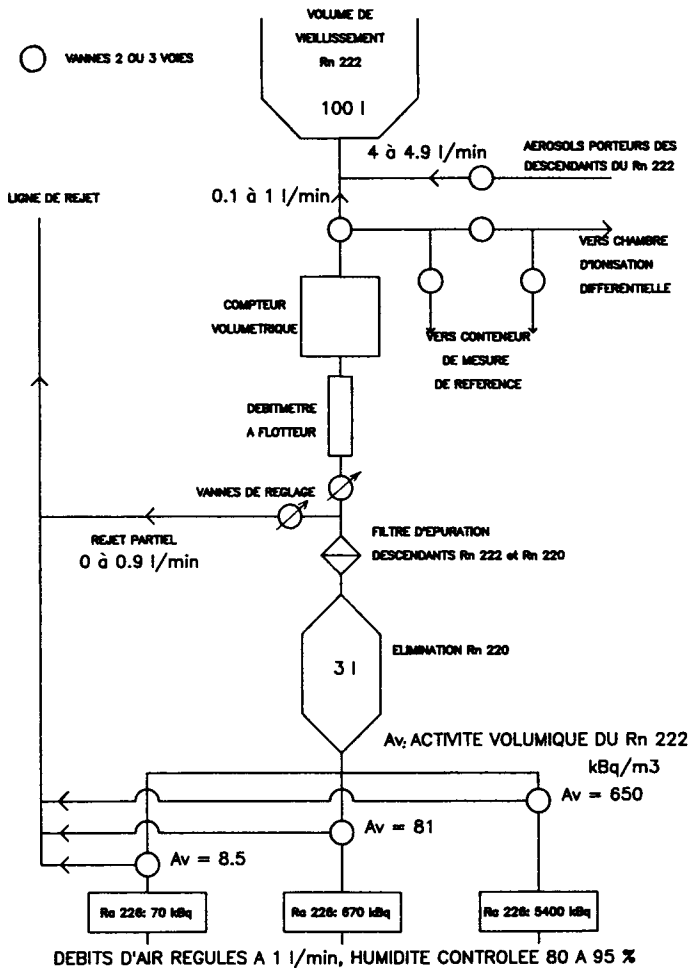 VOLUME DE
VIEILLISSEMENT
Rn 222
100 l
VANNES 2 OU 3 VOIES
4 à 4.9 l/min
AEROSOLS PORTEURS DES
DESCENDANTS DU Rn 222
LIGNE DE REJET
0.1 à 1 l/min
VERS CHAMBRE
D'IONISATION
DIFFERENTIELLE
COMPTEUR
VOLUMETRIQUE
VERS CONTENEUR
DE MESURE
DE REFERENCE
DEBITMETRE
A FLOTTEUR
VANNES DE REGLAGE
REJET PARTIEL
0 à 0.9 l/min
FILTRE D'EPURATION
DESCENDANTS Rn 222 et Rn 220
3 l
ELIMINATION Rn 220
Av: ACTIVITE VOLUMIQUE DU Rn 222
kBq/m3
Av = 650
Av = 81
Av = 8.5
Ra 226: 70 kBq
Ra 226: 670 kBq
Ra 226: 5400 kBq
DEBITS D'AIR REGULES A 1 l/min, HUMIDITE CONTROLEE 80 A 95 %